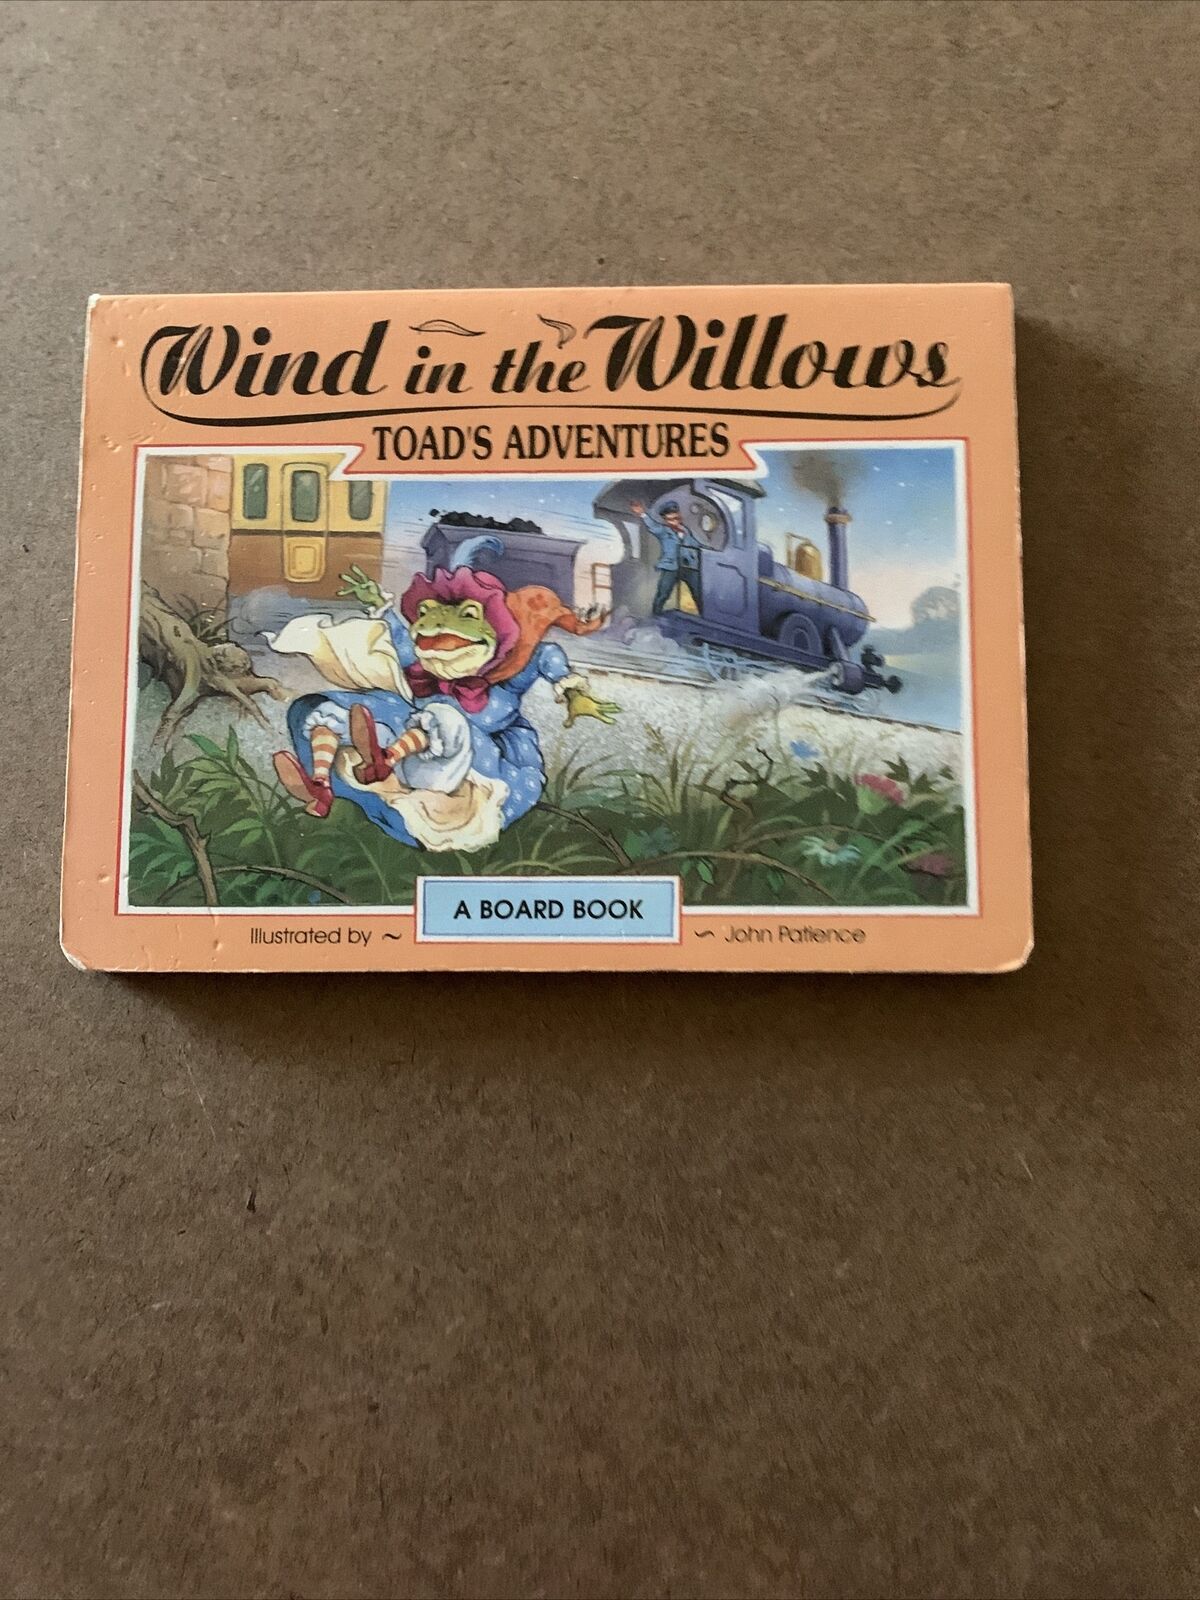 Wind in the Willows
TOAD'S ADVENTURES
A BOARD BOOK
Illustrated by ~ ~ John Patience